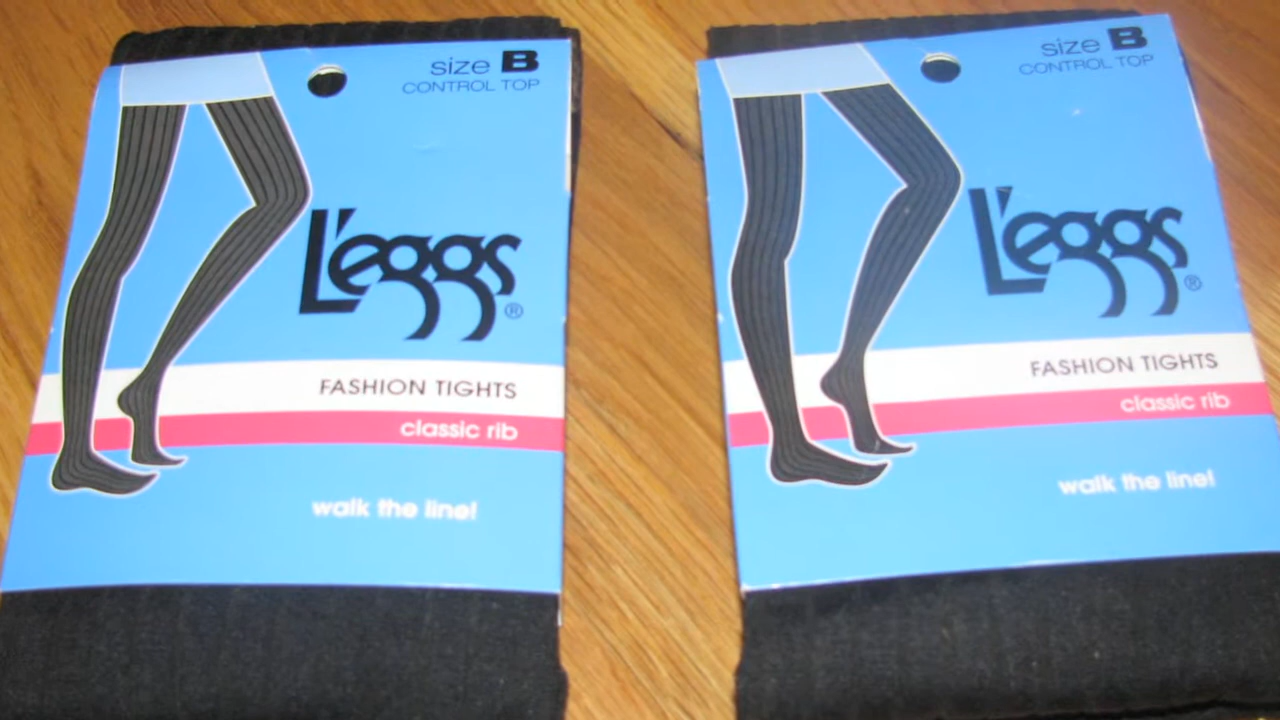 size B
CONTROL TOP
L'eggs®
FASHION TIGHTS
classic rib
walk the line!
size B
CONTROL TOP
L'eggs®
FASHION TIGHTS
classic rib
walk the line!